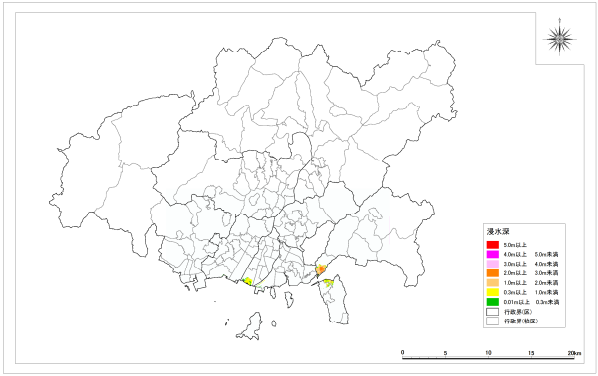 浸水深
5.0m以上
4.0m以上 5.0m未満
3.0m以上 4.0m未満
2.0m以上 3.0m未満
1.0m以上 2.0m未満
0.3m以上 1.0m未満
0.01m以上 0.3m未満
行政界(区)
行政界(校区)
0 5 10 15 20km